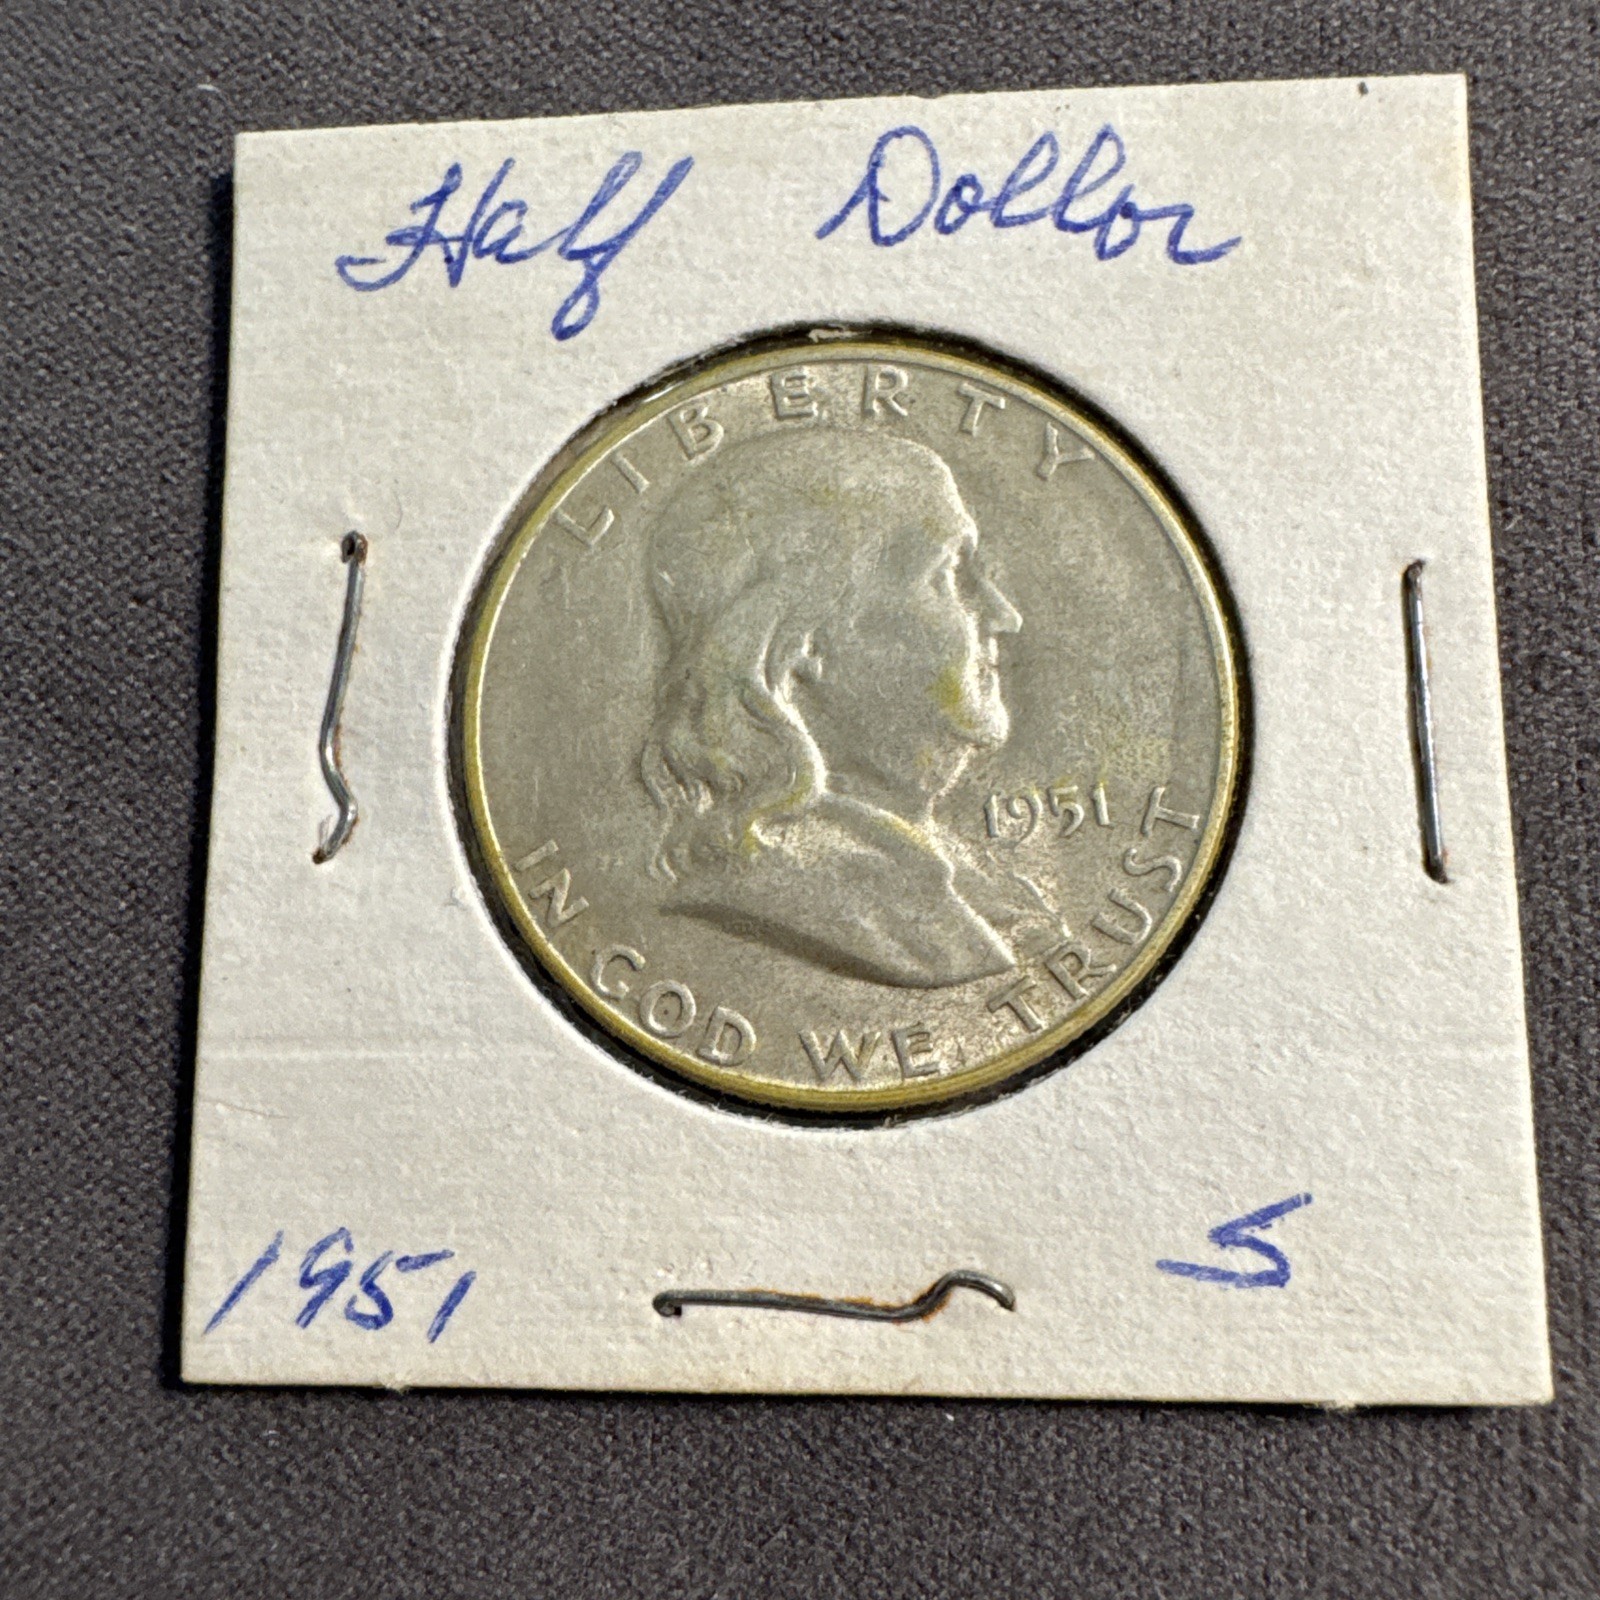 Half Dollar
LIBERTY
1951
IN GOD WE TRUST
1951 S